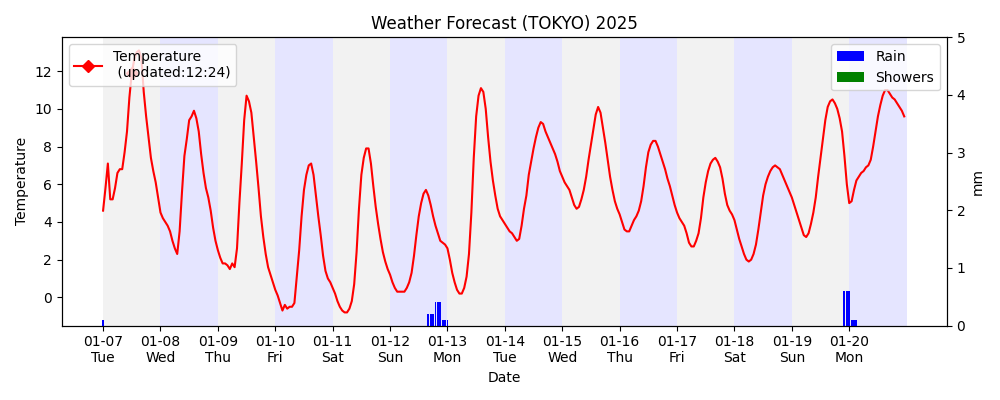 Weather Forecast (TOKYO) 2025
Temperature
(updated:12:24)
Rain
Showers
Temperature
12
10
8
6
4
2
0
5
4
3
2
1
0
mm
01-07 01-08 01-09 01-10 01-11 01-12 01-13 01-14 01-15 01-16 01-17 01-18 01-19 01-20
Tue Wed Thu Fri Sat Sun Mon Tue Wed Thu Fri Sat Sun Mon
Date